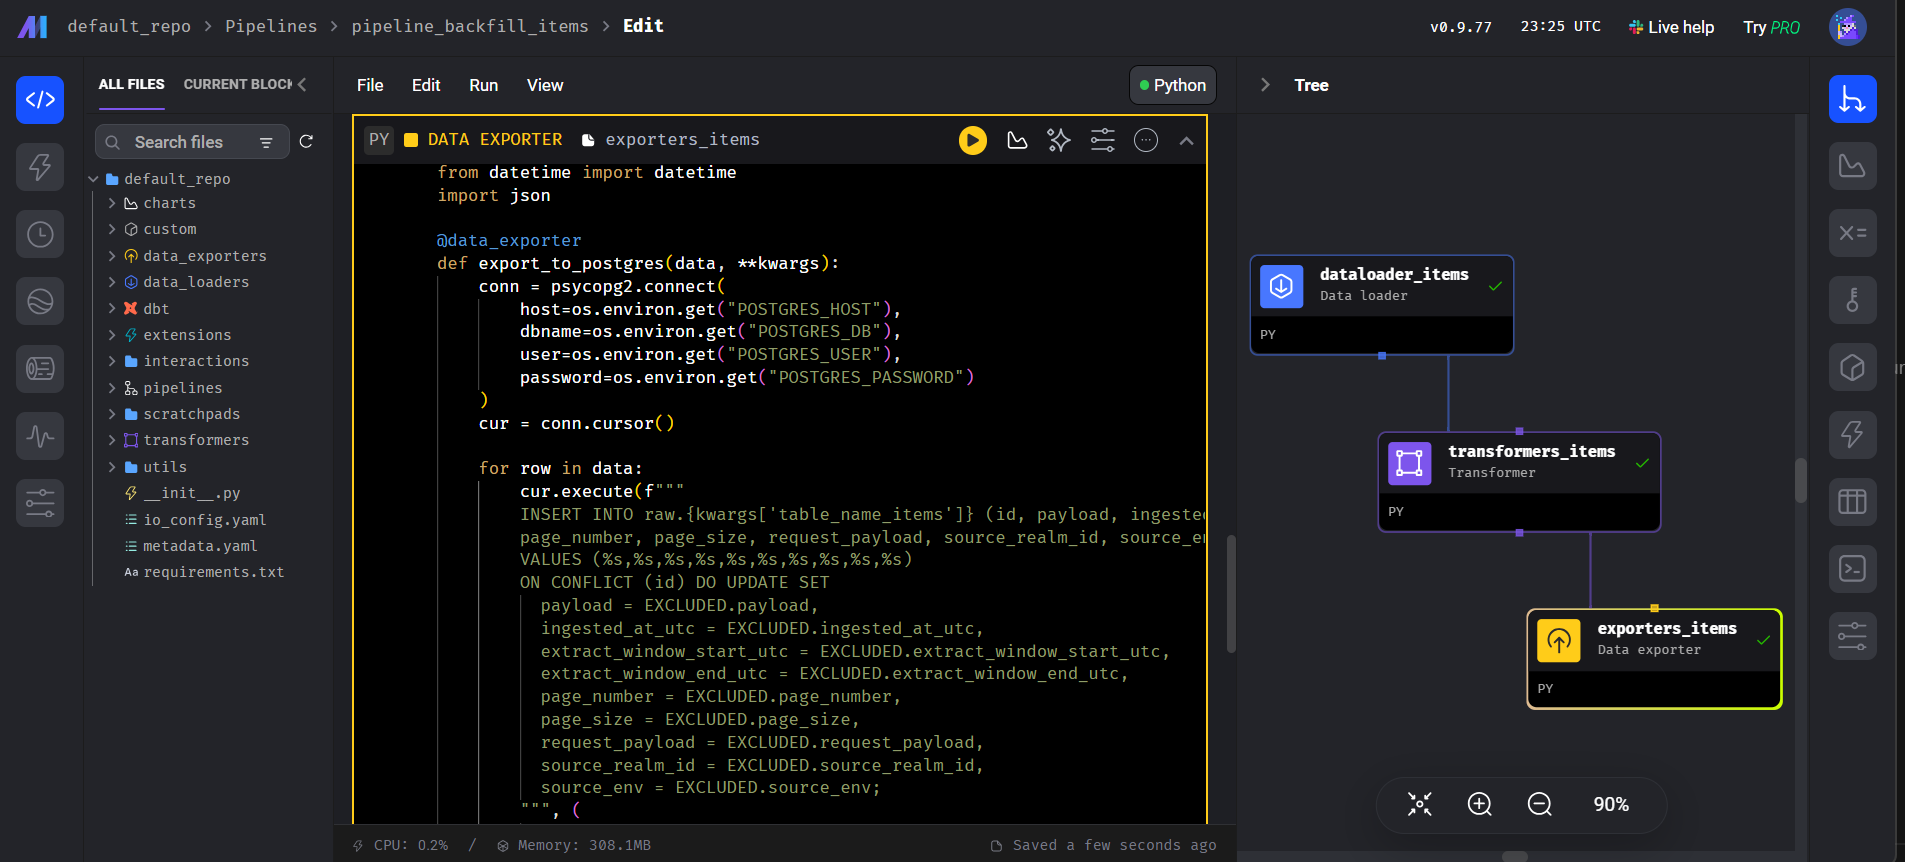 default_repo > Pipelines > pipeline_backfill_items > Edit
v0.9.77
23:25 UTC
Live help
Try PRO
ALL FILES
CURRENT BLOCK
Search files
default_repo
charts
custom
data_exporters
data_loaders
dbt
extensions
interactions
pipelines
scratchpads
transformers
utils
__init__.py
io_config.yaml
metadata.yaml
Aa requirements.txt
File Edit Run View
Python
PY DATA EXPORTER exporters_items
from datetime import datetime
import json
@data_exporter
def export_to_postgres(data, **kwargs):
conn = psycopg2.connect(
host=os.environ.get("POSTGRES_HOST"),
dbname=os.environ.get("POSTGRES_DB"),
user=os.environ.get("POSTGRES_USER"),
password=os.environ.get("POSTGRES_PASSWORD")
)
cur = conn.cursor()
for row in data:
cur.execute(f"""
INSERT INTO raw.{kwargs['table_name_items']} (id, payload, ingeste
page_number, page_size, request_payload, source_realm_id, source_e
VALUES (%s,%s,%s,%s,%s,%s,%s,%s,%s,%s)
ON CONFLICT (id) DO UPDATE SET
payload = EXCLUDED.payload,
ingested_at_utc = EXCLUDED.ingested_at_utc,
extract_window_start_utc = EXCLUDED.extract_window_start_utc,
extract_window_end_utc = EXCLUDED.extract_window_end_utc,
page_number = EXCLUDED.page_number,
page_size = EXCLUDED.page_size,
request_payload = EXCLUDED.request_payload,
source_realm_id = EXCLUDED.source_realm_id,
source_env = EXCLUDED.source_env;
""", (
CPU: 0.2% / Memory: 308.1MB
Saved a few seconds ago
Tree
dataloader_items
Data loader
PY
transformers_items
Transformer
PY
exporters_items
Data exporter
PY
90%